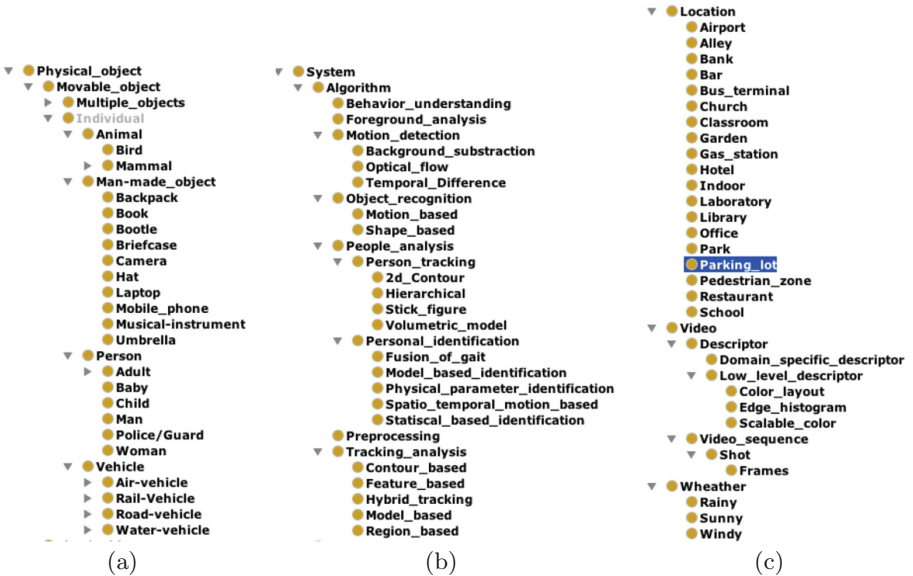 Physical_object
Movable_object
Multiple_objects
Individual
Animal
Bird
Mammal
Man-made_object
Backpack
Book
Bootle
Briefcase
Camera
Hat
Laptop
Mobile_phone
Musical-instrument
Umbrella
Person
Adult
Baby
Child
Man
Police/Guard
Woman
Vehicle
Air-vehicle
Rail-Vehicle
Road-vehicle
Water-vehicle
(a)
System
Algorithm
Behavior_understanding
Foreground_analysis
Motion_detection
Background_substraction
Optical_flow
Temporal_Difference
Object_recognition
Motion_based
Shape_based
People_analysis
Person_tracking
2d_Contour
Hierarchical
Stick_figure
Volumetric_model
Personal_identification
Fusion_of_gait
Model_based_identification
Physical_parameter_identification
Spatio_temporal_motion_based
Statiscal_based_identification
Preprocessing
Tracking_analysis
Contour_based
Feature_based
Hybrid_tracking
Model_based
Region_based
(b)
Location
Airport
Alley
Bank
Bar
Bus_terminal
Church
Classroom
Garden
Gas_station
Hotel
Indoor
Laboratory
Library
Office
Park
Parking_lot
Pedestrian_zone
Restaurant
School
Video
Descriptor
Domain_specific_descriptor
Low_level_descriptor
Color_layout
Edge_histogram
Scalable_color
Video_sequence
Shot
Frames
Wheather
Rainy
Sunny
Windy
(c)